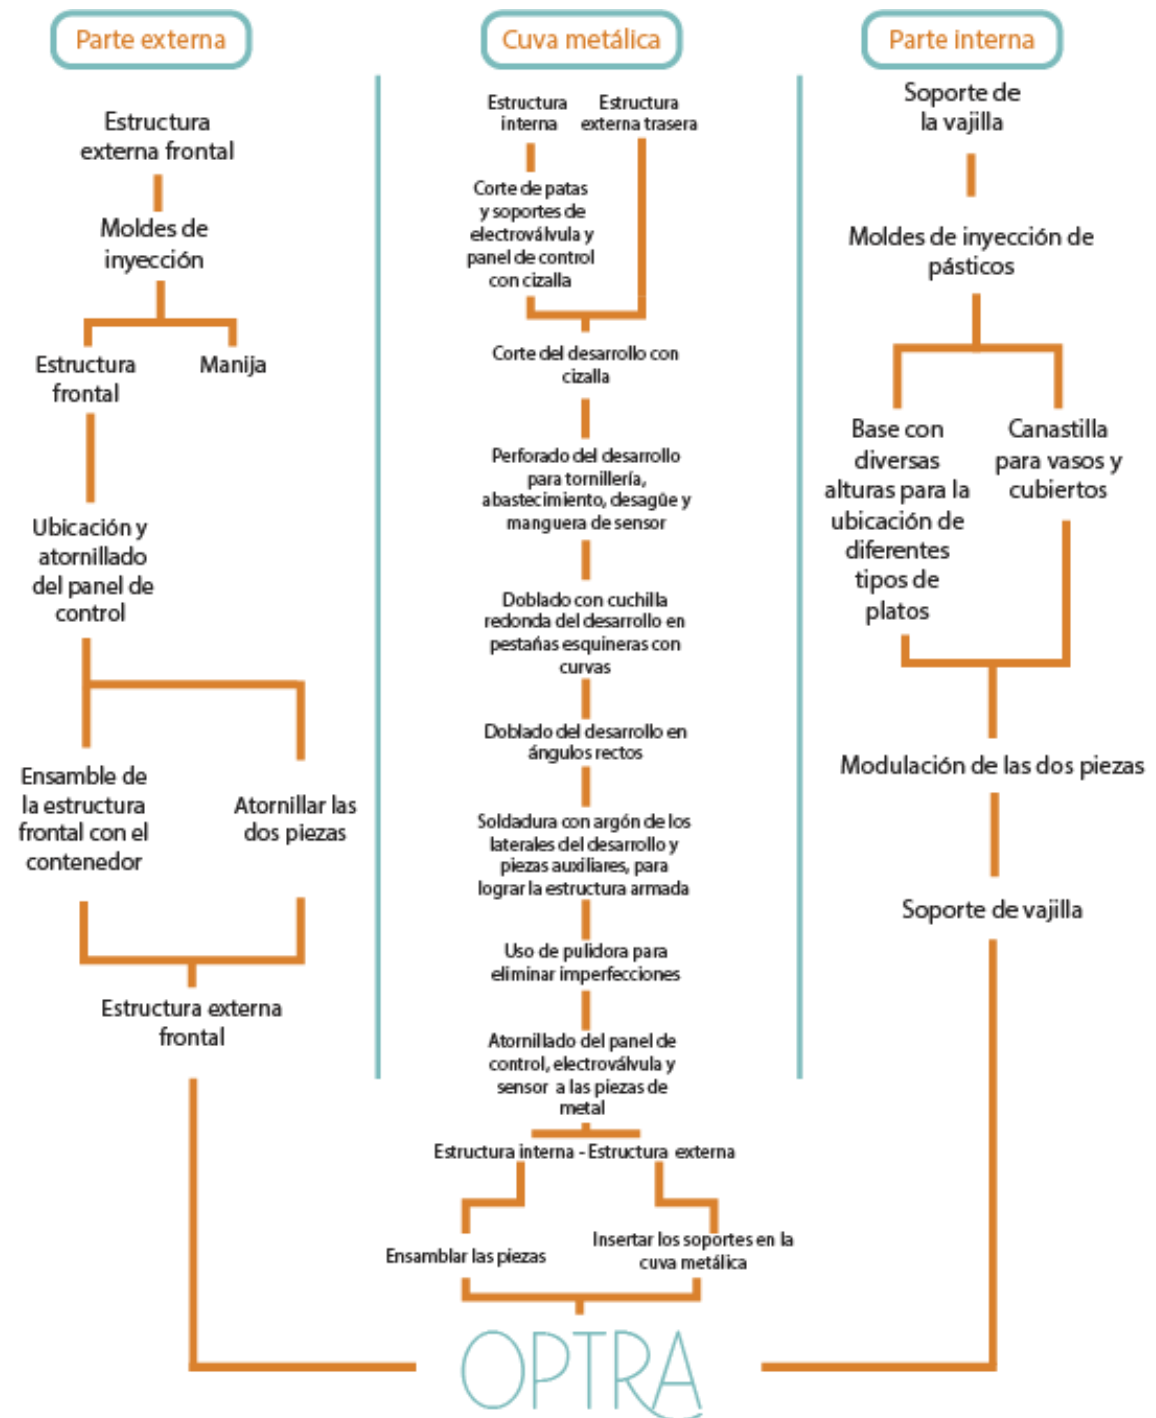 Parte externa
Estructura
externa frontal
Moldes de
inyección
Estructura
frontal
Manija
Ubicación y
atornillado
del panel de
control
Ensamble de
la estructura
frontal con el
contenedor
Atornillar las
dos piezas
Estructura externa
frontal
Cuva metálica
Estructura
interna
Estructura
externa trasera
Corte de patas
y soportes de
electroválvula y
panel de control
con cizalla
Corte del desarrollo con
cizalla
Perforado del desarrollo
para tornillería,
abastecimiento, desagüe y
manguera de sensor
Doblado con cuchilla
redonda del desarrollo en
pestañas esquineras con
curvas
Doblado del desarrollo en
ángulos rectos
Soldadura con argón de los
laterales del desarrollo y
piezas auxiliares, para
lograr la estructura armada
Uso de pulidora para
eliminar imperfecciones
Atornillado del panel de
control, electroválvula y
sensor a las piezas de
metal
Estructura interna - Estructura externa
Ensamblar las piezas
Insertar los soportes en la
cuva metálica
Parte interna
Soporte de
la vajilla
Moldes de inyección de
pásticos
Base con
diversas
alturas para la
ubicación de
diferentes
tipos de
platos
Canastilla
para vasos y
cubiertos
Modulación de las dos piezas
Soporte de vajilla
OPTRA